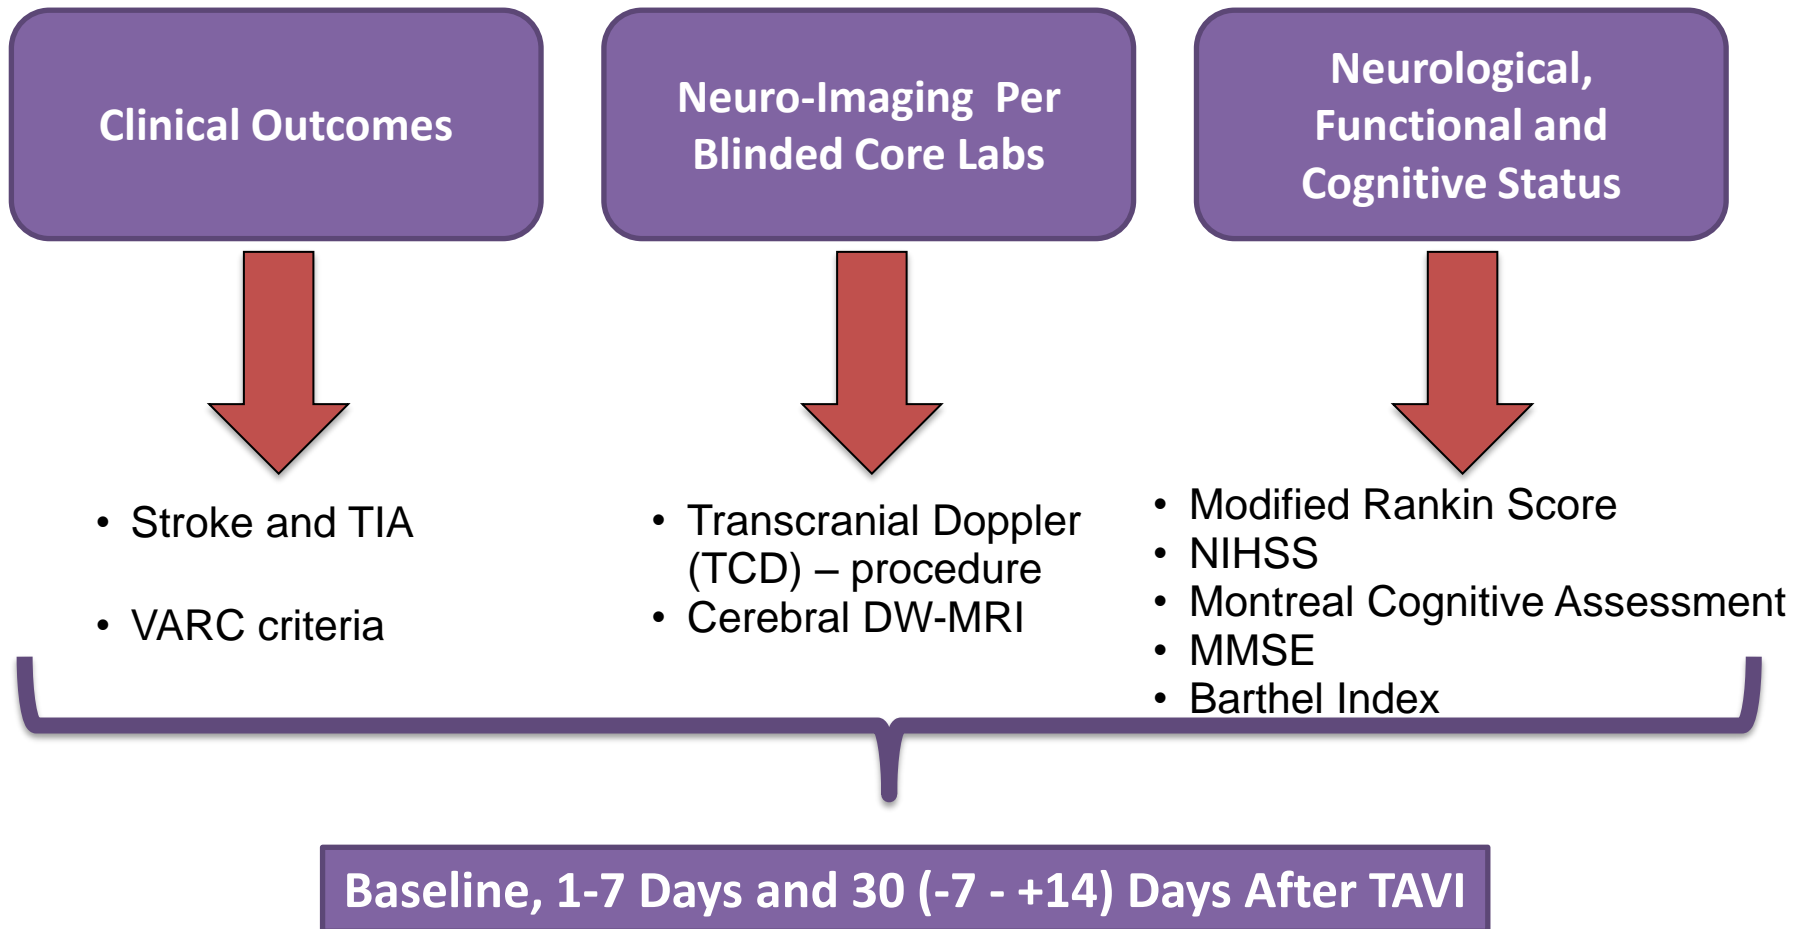 Clinical Outcomes
Neuro-Imaging Per
Blinded Core Labs
Neurological,
Functional and
Cognitive Status
• Stroke and TIA
• VARC criteria
• Transcranial Doppler
(TCD) – procedure
• Cerebral DW-MRI
• Modified Rankin Score
• NIHSS
• Montreal Cognitive Assessment
• MMSE
• Barthel Index
Baseline, 1-7 Days and 30 (-7 - +14) Days After TAVI